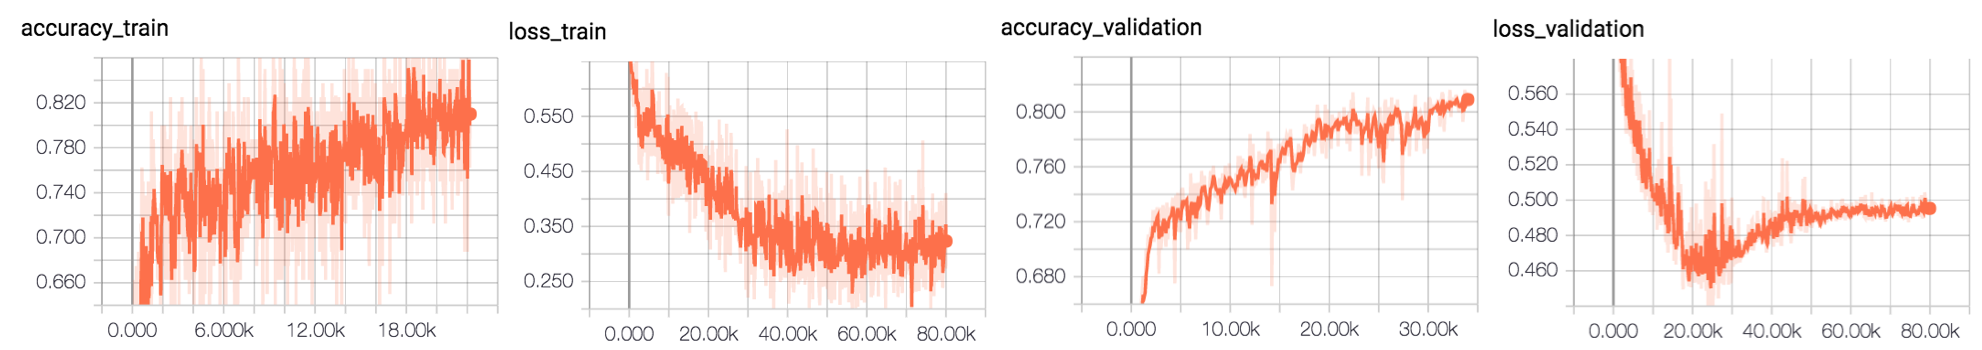 accuracy_train
0.820
0.780
0.740
0.700
0.660
0.000 6.000k 12.00k 18.00k
loss_train
0.550
0.450
0.350
0.250
0.000 20.00k 40.00k 60.00k 80.00k
accuracy_validation
0.800
0.760
0.720
0.680
0.000 10.00k 20.00k 30.00k
loss_validation
0.560
0.540
0.520
0.500
0.480
0.460
0.000 20.00k 40.00k 60.00k 80.00k